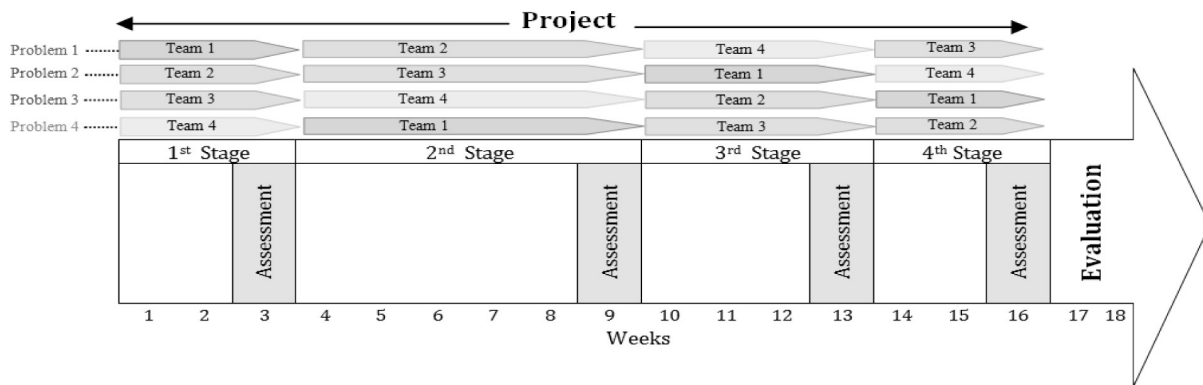 Project
Problem 1 Team 1 Team 2 Team 4 Team 3
Problem 2 Team 2 Team 3 Team 1 Team 4
Problem 3 Team 3 Team 4 Team 2 Team 1
Problem 4 Team 4 Team 1 Team 3 Team 2
1st Stage 2nd Stage 3rd Stage 4th Stage
Assessment Assessment Assessment Assessment Evaluation
1 2 3 4 5 6 7 8 9 10 11 12 13 14 15 16 17 18
Weeks